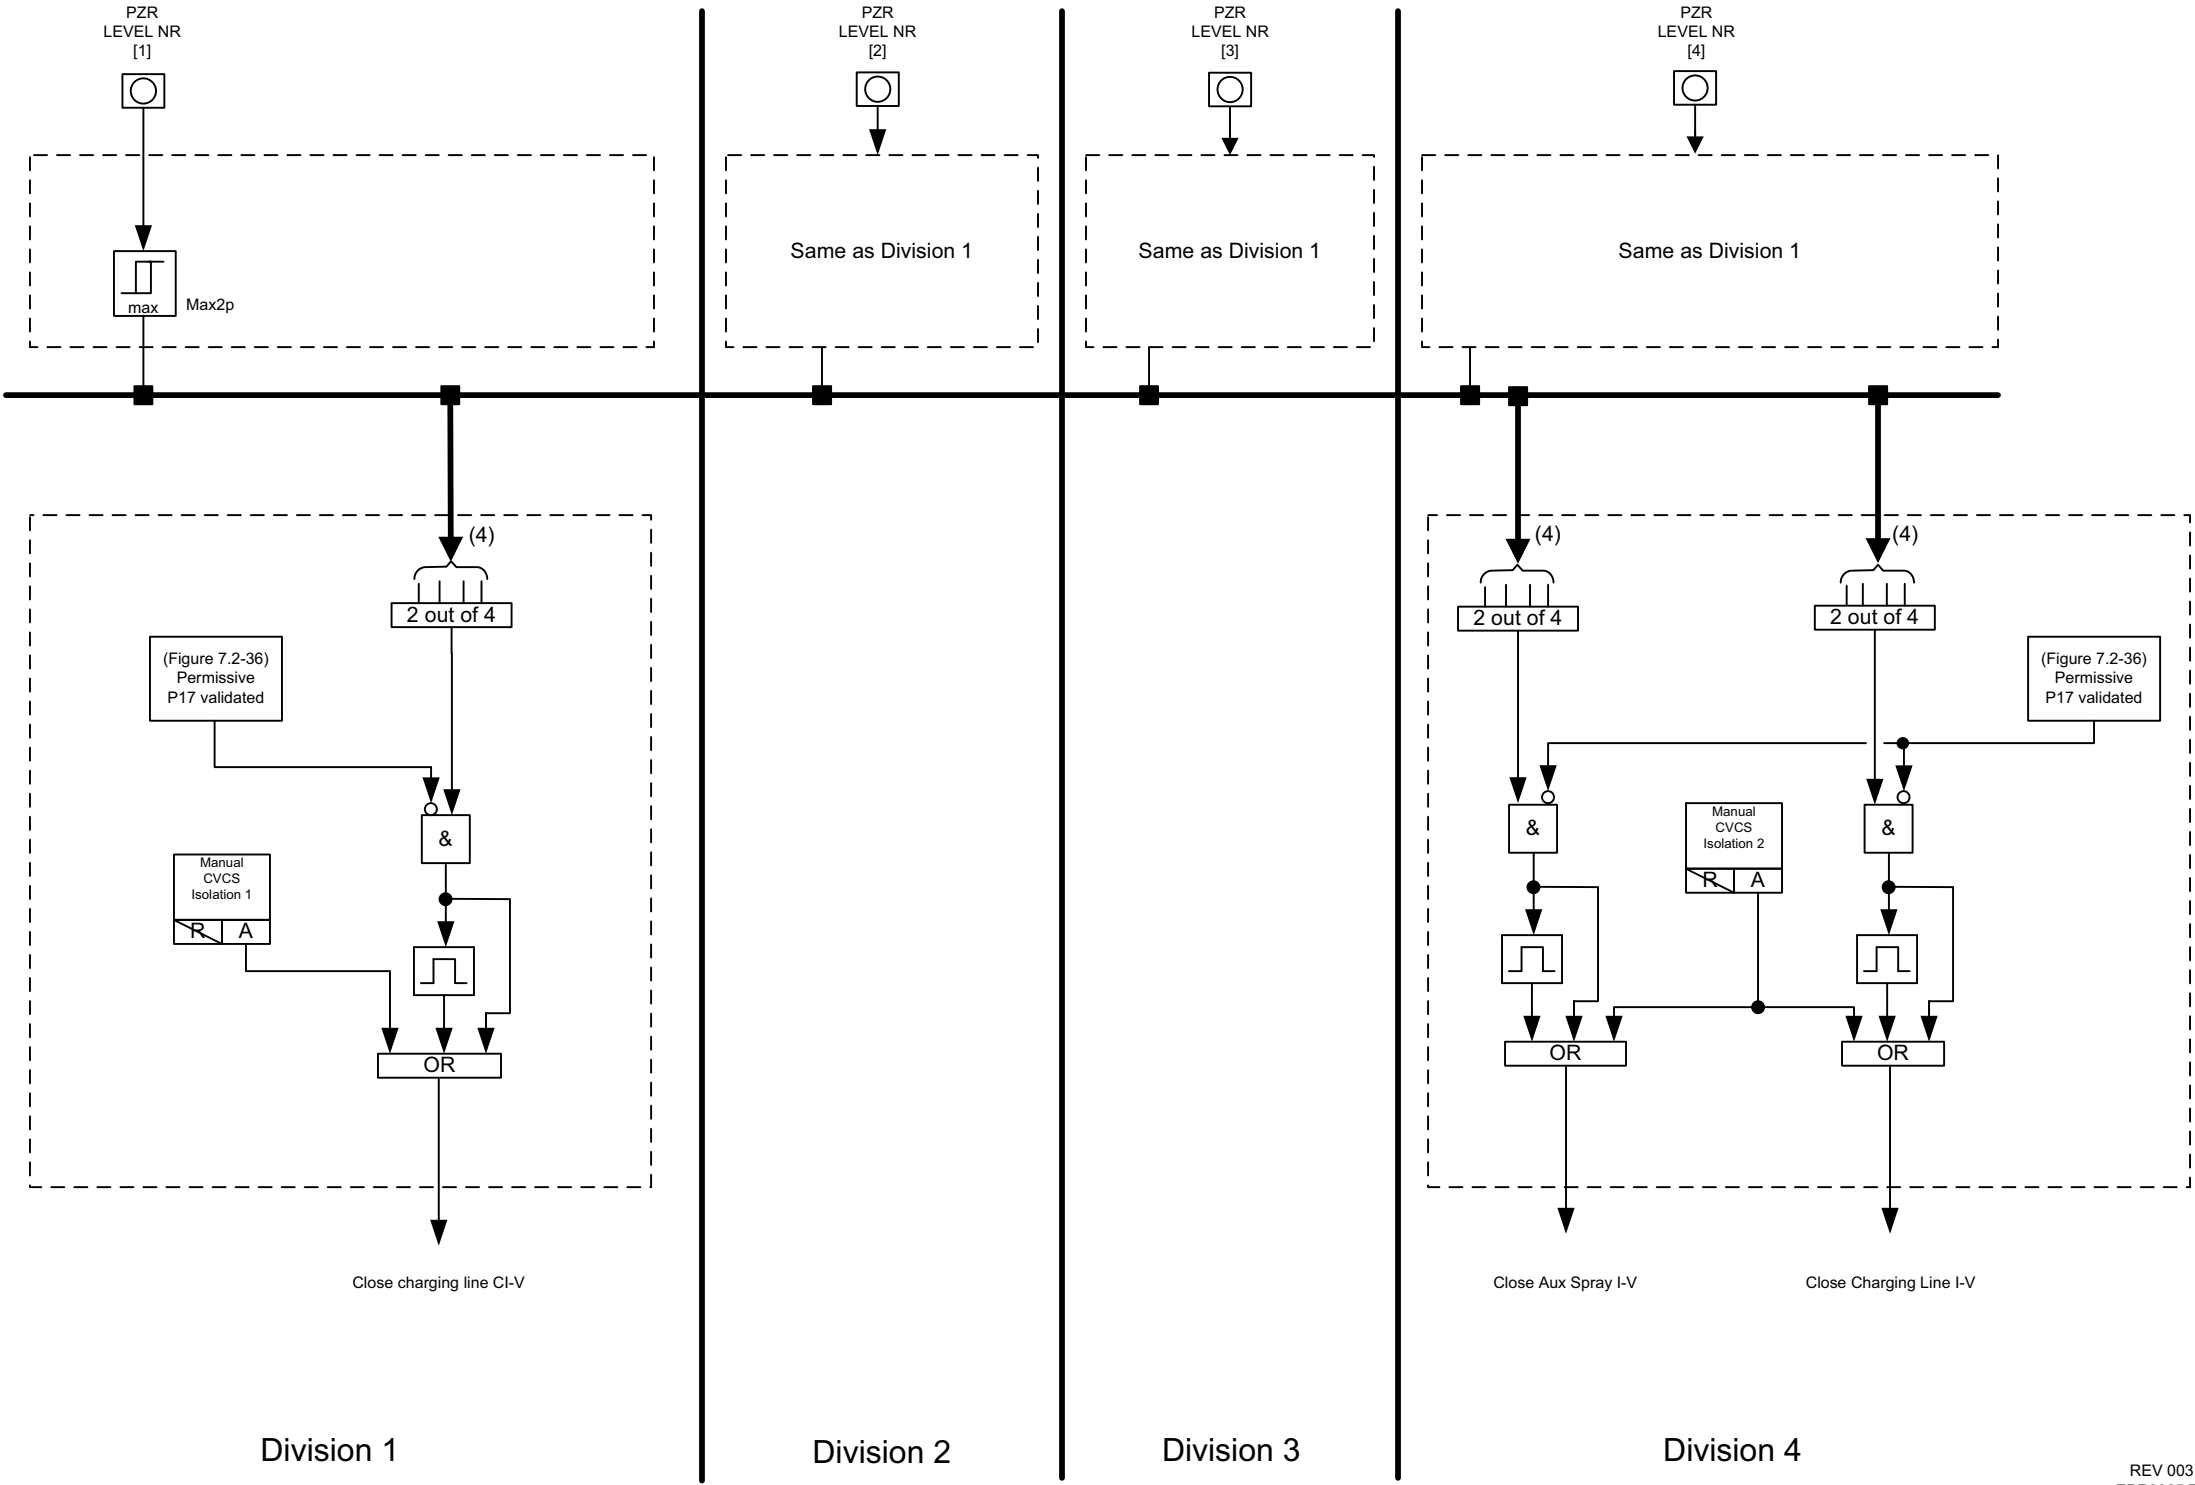 PZR
LEVEL NR
[1]
PZR
LEVEL NR
[2]
PZR
LEVEL NR
[3]
PZR
LEVEL NR
[4]
max
Max2p
Same as Division 1
Same as Division 1
Same as Division 1
(4)
2 out of 4
(Figure 7.2-36)
Permissive
P17 validated
&
Manual
CVCS
Isolation 1
R A
OR
Close charging line CI-V
(4)
2 out of 4
(4)
2 out of 4
(Figure 7.2-36)
Permissive
P17 validated
&
Manual
CVCS
Isolation 2
R A
&
OR
OR
Close Aux Spray I-V
Close Charging Line I-V
Division 1
Division 2
Division 3
Division 4
REV 003